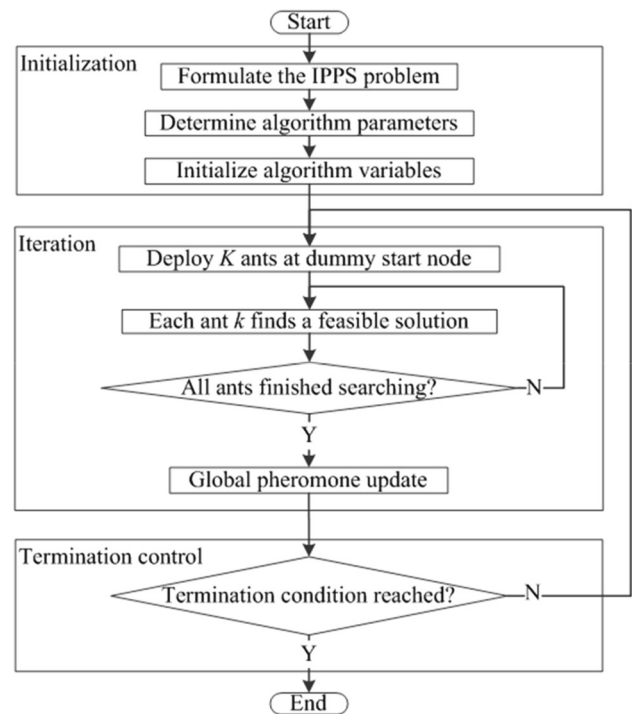 Start
Initialization
Formulate the IPPS problem
Determine algorithm parameters
Initialize algorithm variables
Iteration
Deploy K ants at dummy start node
Each ant k finds a feasible solution
All ants finished searching?
N
Y
Global pheromone update
Termination control
Termination condition reached?
N
Y
End